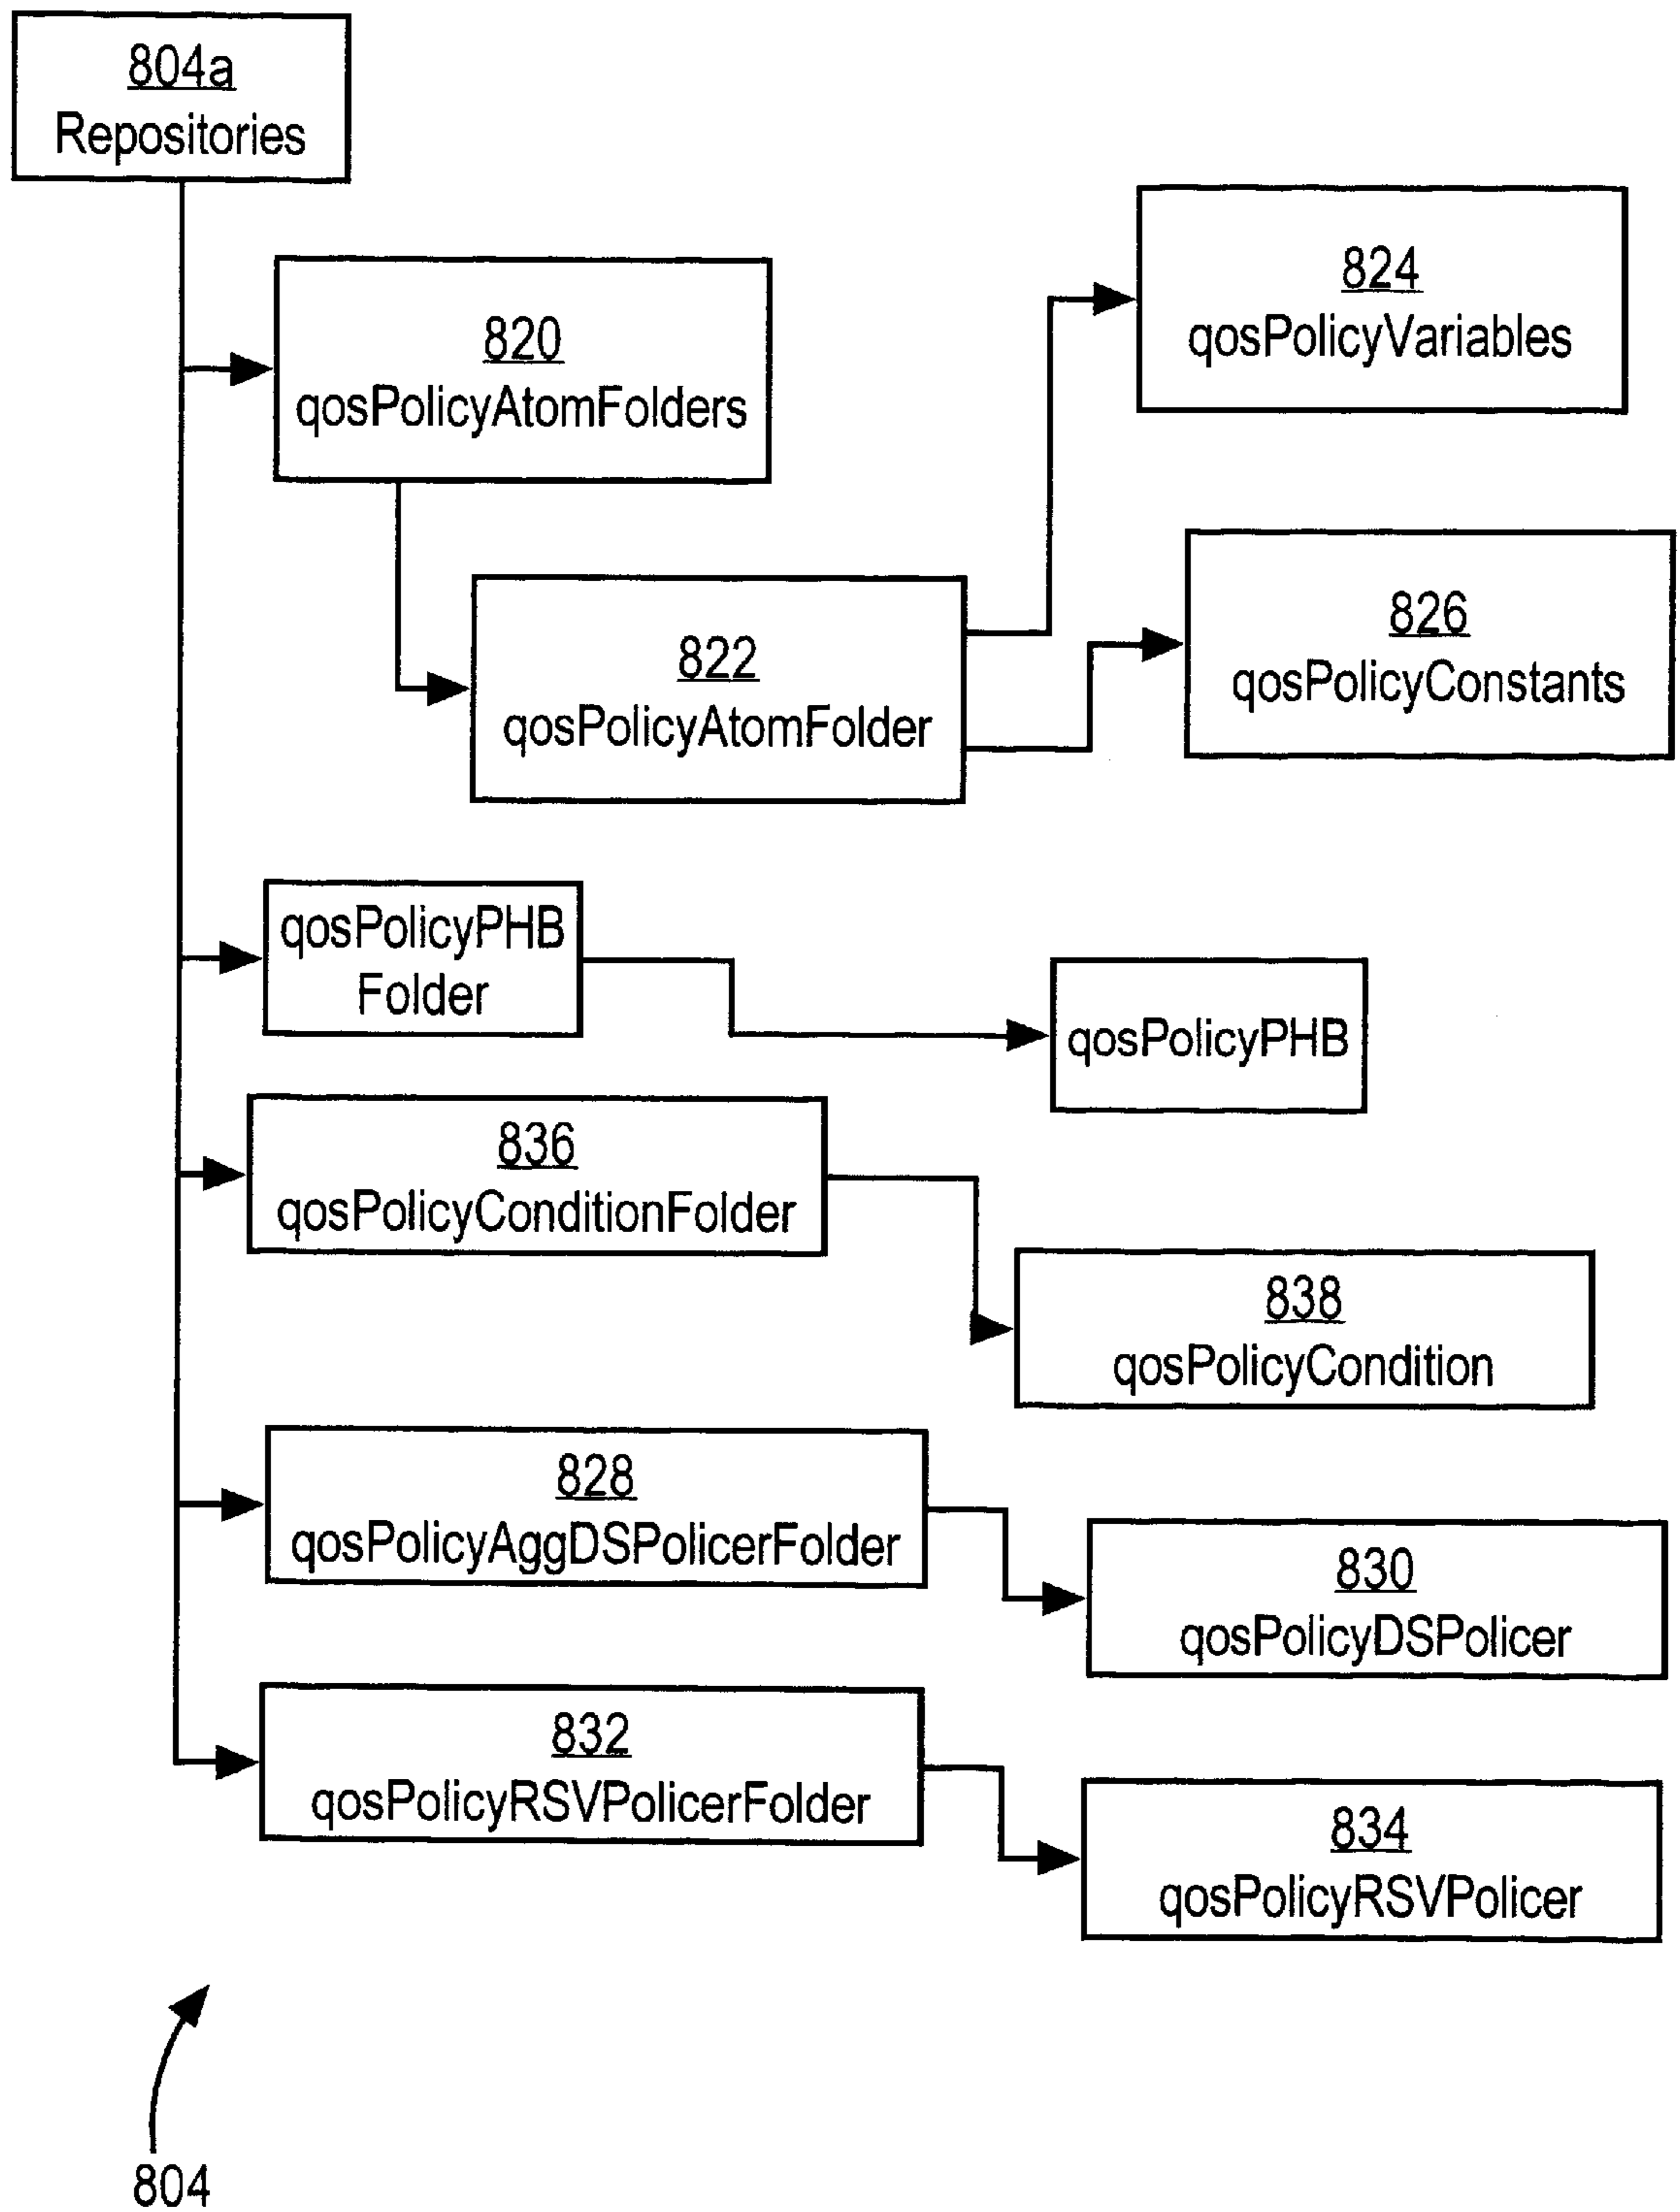 804a
Repositories
820
qosPolicyAtomFolders
824
qosPolicyVariables
822
qosPolicyAtomFolder
826
qosPolicyConstants
qosPolicyPHB
Folder
qosPolicyPHB
836
qosPolicyConditionFolder
838
qosPolicyCondition
828
qosPolicyAggDSPolicerFolder
830
qosPolicyDSPolicer
832
qosPolicyRSVPolicerFolder
834
qosPolicyRSVPolicer
804